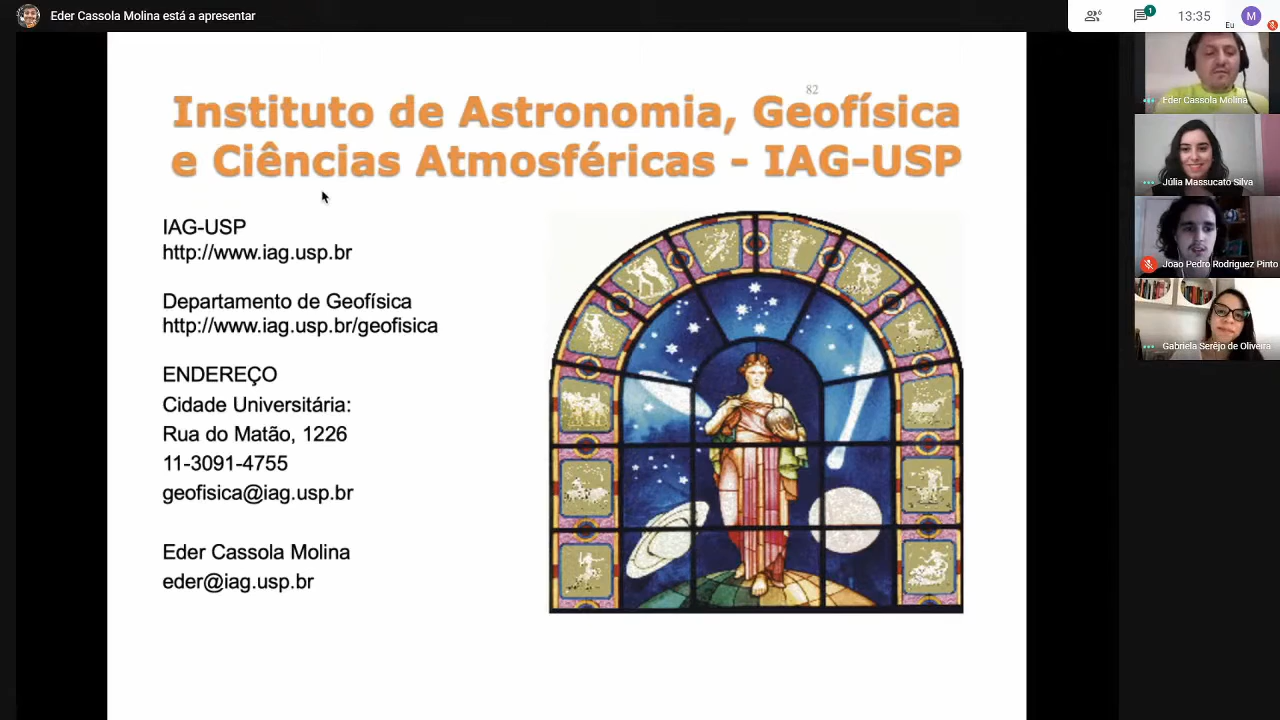 Eder Cassola Molina está a apresentar
6
1
13:35
Eu
M
82
Instituto de Astronomia, Geofísica
e Ciências Atmosféricas - IAG-USP
IAG-USP
http://www.iag.usp.br
Departamento de Geofísica
http://www.iag.usp.br/geofisica
ENDEREÇO
Cidade Universitária:
Rua do Matão, 1226
11-3091-4755
geofisica@iag.usp.br
Eder Cassola Molina
eder@iag.usp.br
Eder Cassola Molina
Júlia Massucato Silva
Joao Pedro Rodriguez Pinto
Gabriela Serêjo de Oliveira